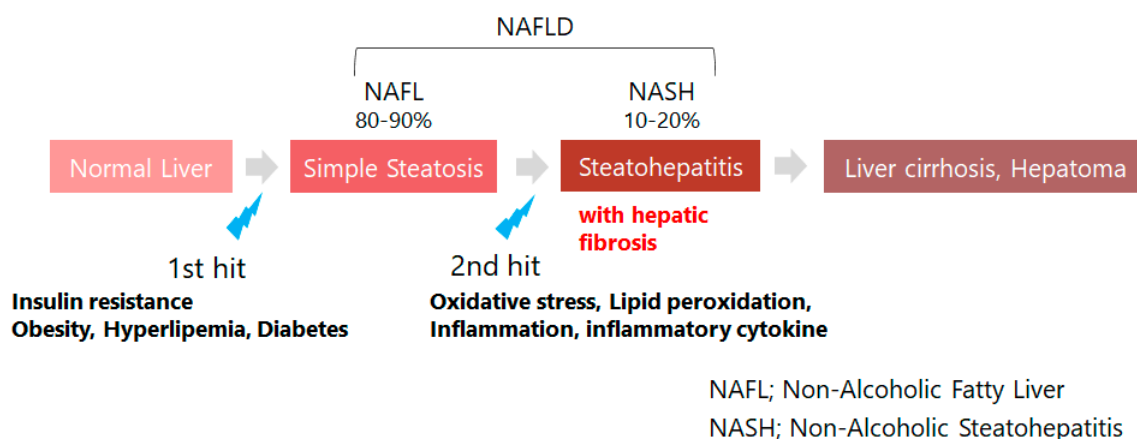 NAFLD
NAFL
80-90%
NASH
10-20%
Normal Liver
Simple Steatosis
Steatohepatitis
Liver cirrhosis, Hepatoma
with hepatic
fibrosis
1st hit
Insulin resistance
Obesity, Hyperlipemia, Diabetes
2nd hit
Oxidative stress, Lipid peroxidation,
Inflammation, inflammatory cytokine
NAFL; Non-Alcoholic Fatty Liver
NASH; Non-Alcoholic Steatohepatitis